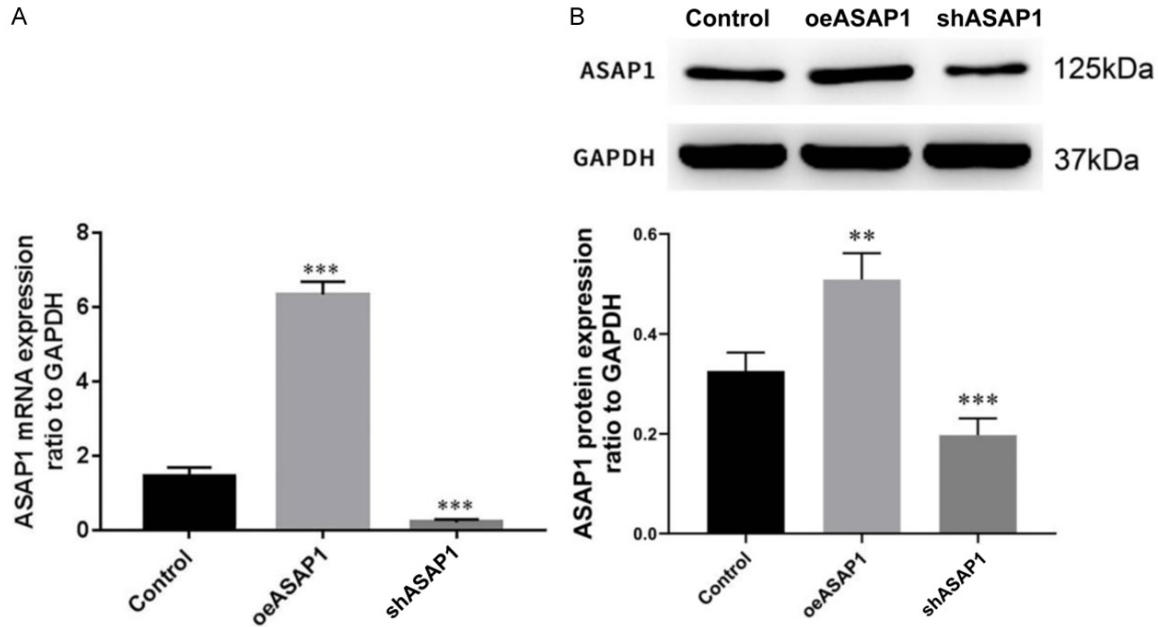 A
B
Control oeASAP1 shASAP1
ASAP1 125kDa
GAPDH 37kDa
ASAP1 mRNA expression
ratio to GAPDH
8
6
4
2
0
***
***
Control
oeASAP1
shASAP1
ASAP1 protein expression
ratio to GAPDH
0.6
0.4
0.2
0.0
**
***
Control
oeASAP1
shASAP1